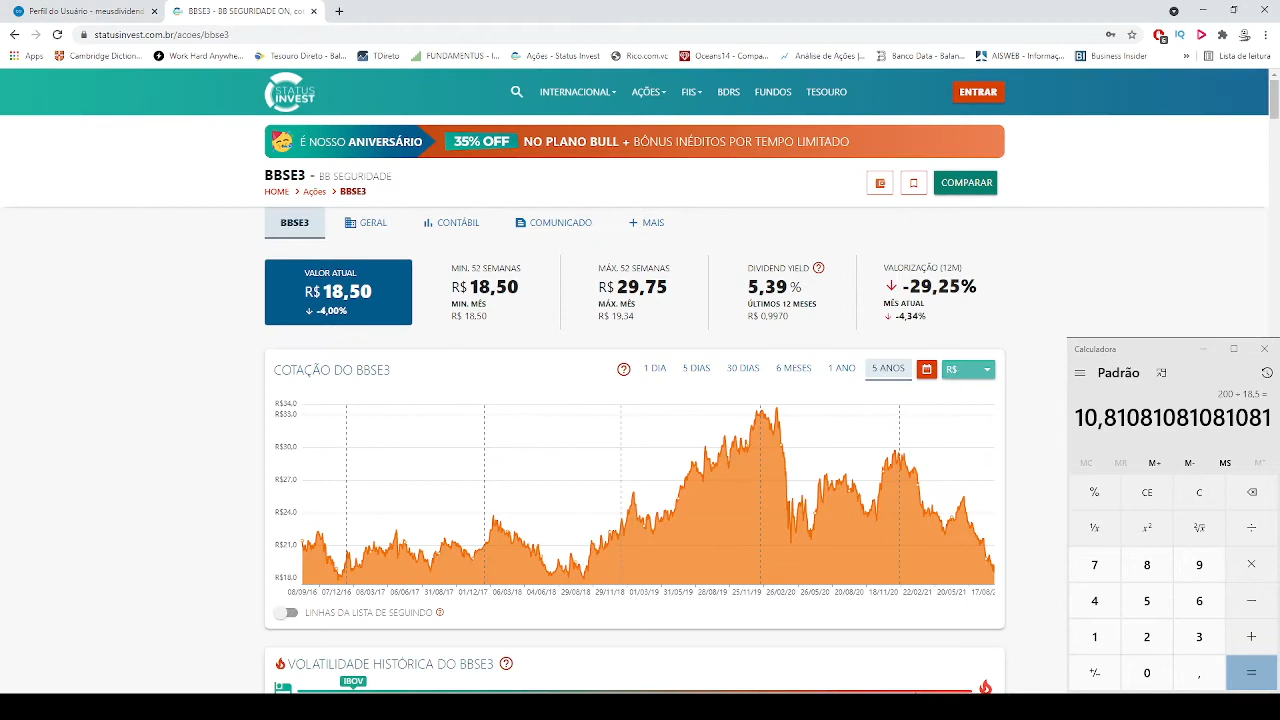 Perfil do Usuário - meusdividend
BBSE3 - BB SEGURIDADE ON, co
statusinvest.com.br/acoes/bbse3
Apps
Cambridge Dictio...
Work Hard Anywhe...
Tesouro Direto - Bal...
TDireto
FUNDAMENTUS - I...
Ações - Status Invest
Rico.com.vc
Oceans14 - Compa...
Análise de Ações |...
Banco Data - Balan...
AISWEB - Informaç...
Business Insider
»
Lista de leitura
STATUS
INVEST
INTERNACIONAL
AÇÕES
FIIS
BDRS
FUNDOS
TESOURO
ENTRAR
É NOSSO ANIVERSÁRIO
35% OFF
NO PLANO BULL + BÔNUS INÉDITOS POR TEMPO LIMITADO
BBSE3 - BB SEGURIDADE
HOME > Ações > BBSE3
COMPARAR
BBSE3
GERAL
CONTÁBIL
COMUNICADO
+ MAIS
VALOR ATUAL
R$ 18,50
-4,00%
MIN. 52 SEMANAS
R$ 18,50
MIN. MÊS
R$ 18,50
MÁX. 52 SEMANAS
R$ 29,75
MÁX. MÊS
R$ 19,34
DIVIDEND YIELD
5,39 %
ÚLTIMOS 12 MESES
R$ 0,9970
VALORIZAÇÃO (12M)
-29,25%
MÊS ATUAL
-4,34%
COTAÇÃO DO BBSE3
1 DIA
5 DIAS
30 DIAS
6 MESES
1 ANO
5 ANOS
R$
R$34,0
R$33,0
R$30,0
R$27,0
R$24,0
R$21,0
R$18,0
08/09/16
07/12/16
08/03/17
06/06/17
31/08/17
01/12/17
06/03/18
04/06/18
29/08/18
29/11/18
01/03/19
31/05/19
28/08/19
25/11/19
26/02/20
26/05/20
20/08/20
18/11/20
22/02/21
20/05/21
17/08/2
LINHAS DA LISTA DE SEGUINDO
VOLATILIDADE HISTÓRICA DO BBSE3
IBOV
Calculadora
Padrão
200 ÷ 18,5 =
10,81081081081081
MC
MR
M+
M-
MS
M˅
%
CE
C
¹/x
x²
²√x
÷
7
8
9
×
4
5
6
−
1
2
3
+
+/-
0
,
=